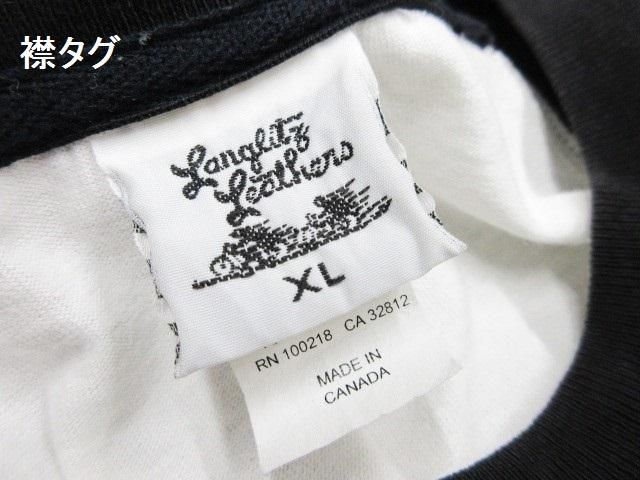 襟タグ
Langlitz
Leathers
XL
RN 100218 CA 32812
MADE IN
CANADA